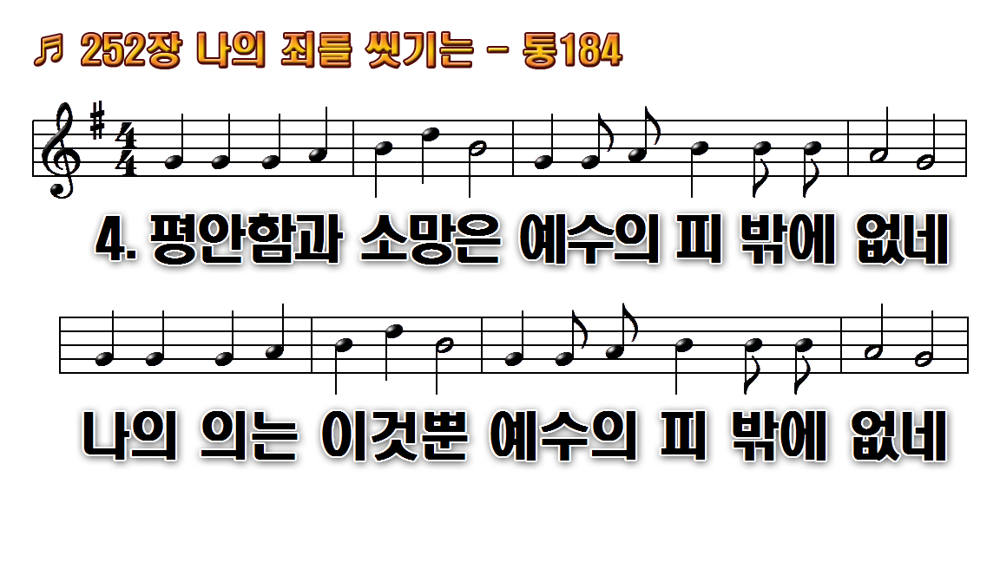 ♬ 252장 나의 죄를 씻기는 - 통184
4. 평안함과 소망은 예수의 피 밖에 없네
나의 의는 이것뿐 예수의 피 밖에 없네